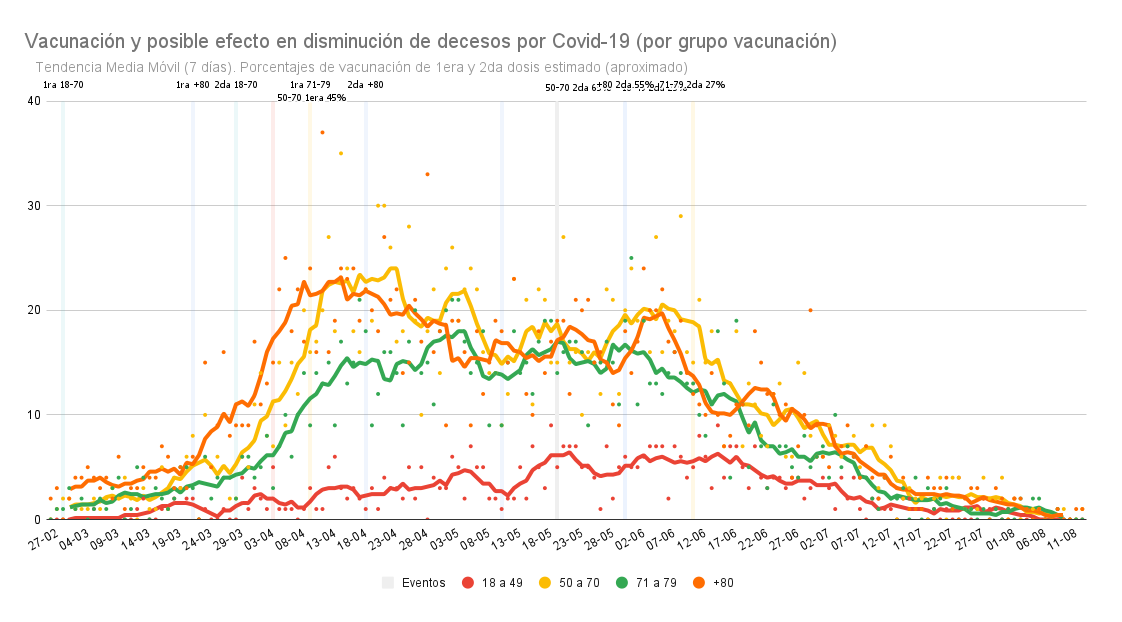 Vacunación y posible efecto en disminución de decesos por Covid-19 (por grupo vacunación)
Tendencia Media Móvil (7 días). Porcentajes de vacunación de 1era y 2da dosis estimado (aproximado)
1ra 18-70
1ra +80
2da 18-70
1ra 71-79
2da +80
50-70 2da
+80 2da 55%
71-79 2da 27%
50-70 1era 45%
40
30
20
10
0
27-02
04-03
09-03
14-03
19-03
24-03
29-03
03-04
08-04
13-04
18-04
23-04
28-04
03-05
08-05
13-05
18-05
23-05
28-05
02-06
07-06
12-06
17-06
22-06
27-06
02-07
07-07
12-07
17-07
22-07
27-07
01-08
06-08
11-08
Eventos
18 a 49
50 a 70
71 a 79
+80